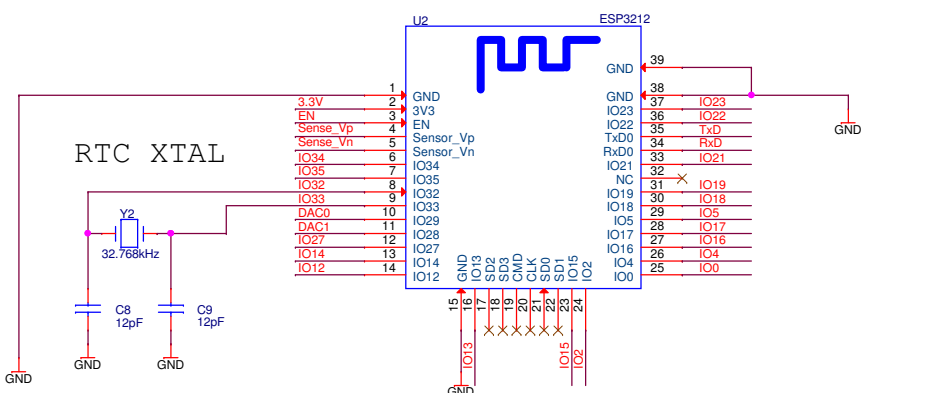 U2
ESP3212
RTC XTAL
3.3V
EN
Sense_Vp
Sense_Vn
IO34
IO35
IO32
IO33
DAC0
DAC1
IO27
IO14
IO12
1 GND
2 3V3
3 EN
4 Sensor_Vp
5 Sensor_Vn
6 IO34
7 IO35
8 IO32
9 IO33
10 IO29
11 IO28
12 IO27
13 IO14
14 IO12
GND 39
GND 38
IO23 37 IO23
IO22 36 IO22
TxD0 35 TxD
RxD0 34 RxD
IO21 33 IO21
NC 32
IO19 31 IO19
IO18 30 IO18
IO5 29 IO5
IO17 28 IO17
IO16 27 IO16
IO4 26 IO4
IO0 25 IO0
GND
GND IO13 SD2 SD3 SMD CLK SD0 SD1 IO15 IO2
15 16 17 18 19 20 21 22 23 24
IO13 IO15 IO2
GND
Y2
32.768kHz
C8
12pF
C9
12pF
GND
GND
GND